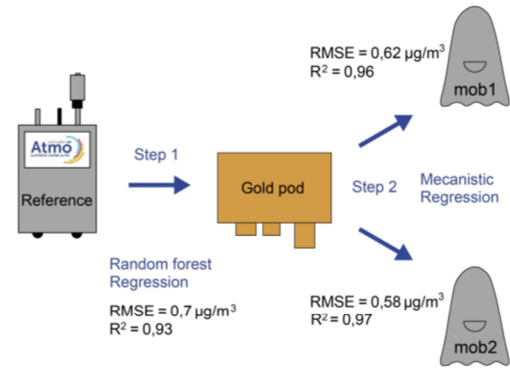 RMSE = 0,62 µg/m³
R² = 0,96
mob1
Atmo
Reference
Step 1
Gold pod
Step 2
Mecanistic
Regression
Random forest
Regression
RMSE = 0,7 µg/m³
R² = 0,93
RMSE = 0,58 µg/m³
R² = 0,97
mob2